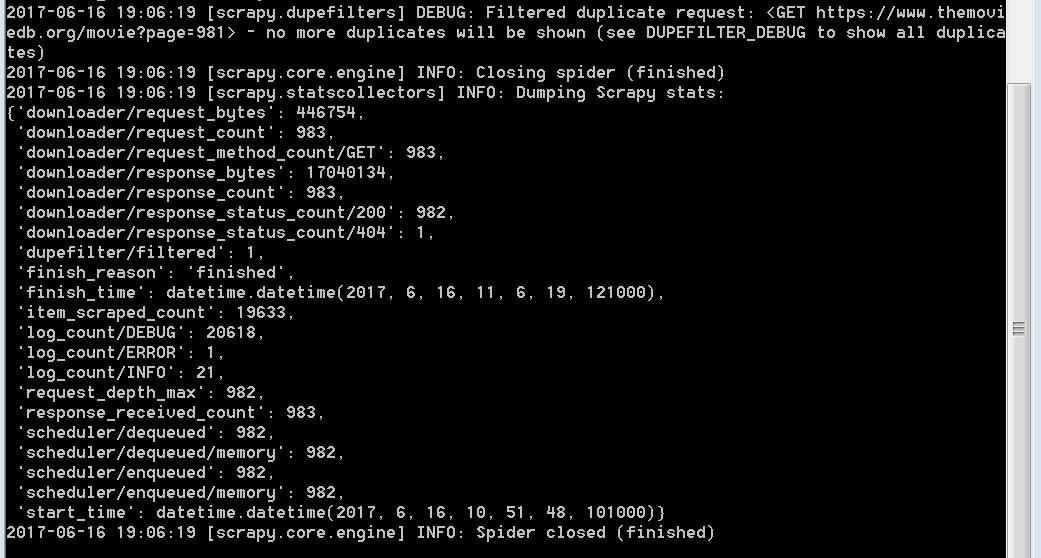 2017-06-16 19:06:19 [scrapy.dupefilters] DEBUG: Filtered duplicate request: <GET https://www.themovi
edb.org/movie?page=981> - no more duplicates will be shown (see DUPEFILTER_DEBUG to show all duplica
tes)
2017-06-16 19:06:19 [scrapy.core.engine] INFO: Closing spider (finished)
2017-06-16 19:06:19 [scrapy.statscollectors] INFO: Dumping Scrapy stats:
{'downloader/request_bytes': 446754,
 'downloader/request_count': 983,
 'downloader/request_method_count/GET': 983,
 'downloader/response_bytes': 17040134,
 'downloader/response_count': 983,
 'downloader/response_status_count/200': 982,
 'downloader/response_status_count/404': 1,
 'dupefilter/filtered': 1,
 'finish_reason': 'finished',
 'finish_time': datetime.datetime(2017, 6, 16, 11, 6, 19, 121000),
 'item_scraped_count': 19633,
 'log_count/DEBUG': 20618,
 'log_count/ERROR': 1,
 'log_count/INFO': 21,
 'request_depth_max': 982,
 'response_received_count': 983,
 'scheduler/dequeued': 982,
 'scheduler/dequeued/memory': 982,
 'scheduler/enqueued': 982,
 'scheduler/enqueued/memory': 982,
 'start_time': datetime.datetime(2017, 6, 16, 10, 51, 48, 101000)}
2017-06-16 19:06:19 [scrapy.core.engine] INFO: Spider closed (finished)